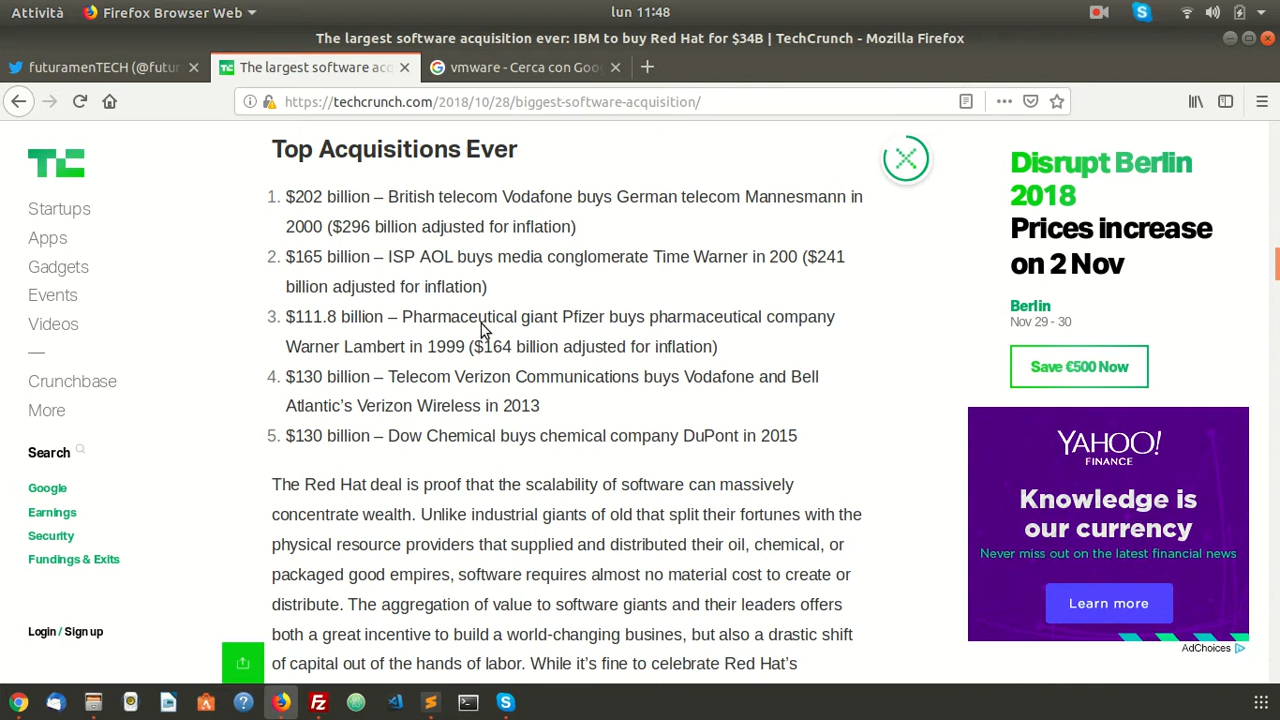 Attività
Firefox Browser Web
lun 11:48
The largest software acquisition ever: IBM to buy Red Hat for $34B | TechCrunch - Mozilla Firefox
futuramenTECH (@futur
The largest software acq
vmware - Cerca con Goo
https://techcrunch.com/2018/10/28/biggest-software-acquisition/
Startups
Apps
Gadgets
Events
Videos
—
Crunchbase
More
Search
Google
Earnings
Security
Fundings & Exits
Login / Sign up
Top Acquisitions Ever
1. $202 billion – British telecom Vodafone buys German telecom Mannesmann in
2000 ($296 billion adjusted for inflation)
2. $165 billion – ISP AOL buys media conglomerate Time Warner in 200 ($241
billion adjusted for inflation)
3. $111.8 billion – Pharmaceutical giant Pfizer buys pharmaceutical company
Warner Lambert in 1999 ($164 billion adjusted for inflation)
4. $130 billion – Telecom Verizon Communications buys Vodafone and Bell
Atlantic’s Verizon Wireless in 2013
5. $130 billion – Dow Chemical buys chemical company DuPont in 2015
The Red Hat deal is proof that the scalability of software can massively
concentrate wealth. Unlike industrial giants of old that split their fortunes with the
physical resource providers that supplied and distributed their oil, chemical, or
packaged good empires, software requires almost no material cost to create or
distribute. The aggregation of value to software giants and their leaders offers
both a great incentive to build a world-changing busines, but also a drastic shift
of capital out of the hands of labor. While it’s fine to celebrate Red Hat’s
Disrupt Berlin
2018
Prices increase
on 2 Nov
Berlin
Nov 29 - 30
Save €500 Now
YAHOO!
FINANCE
Knowledge is
our currency
Never miss out on the latest financial news
Learn more
AdChoices